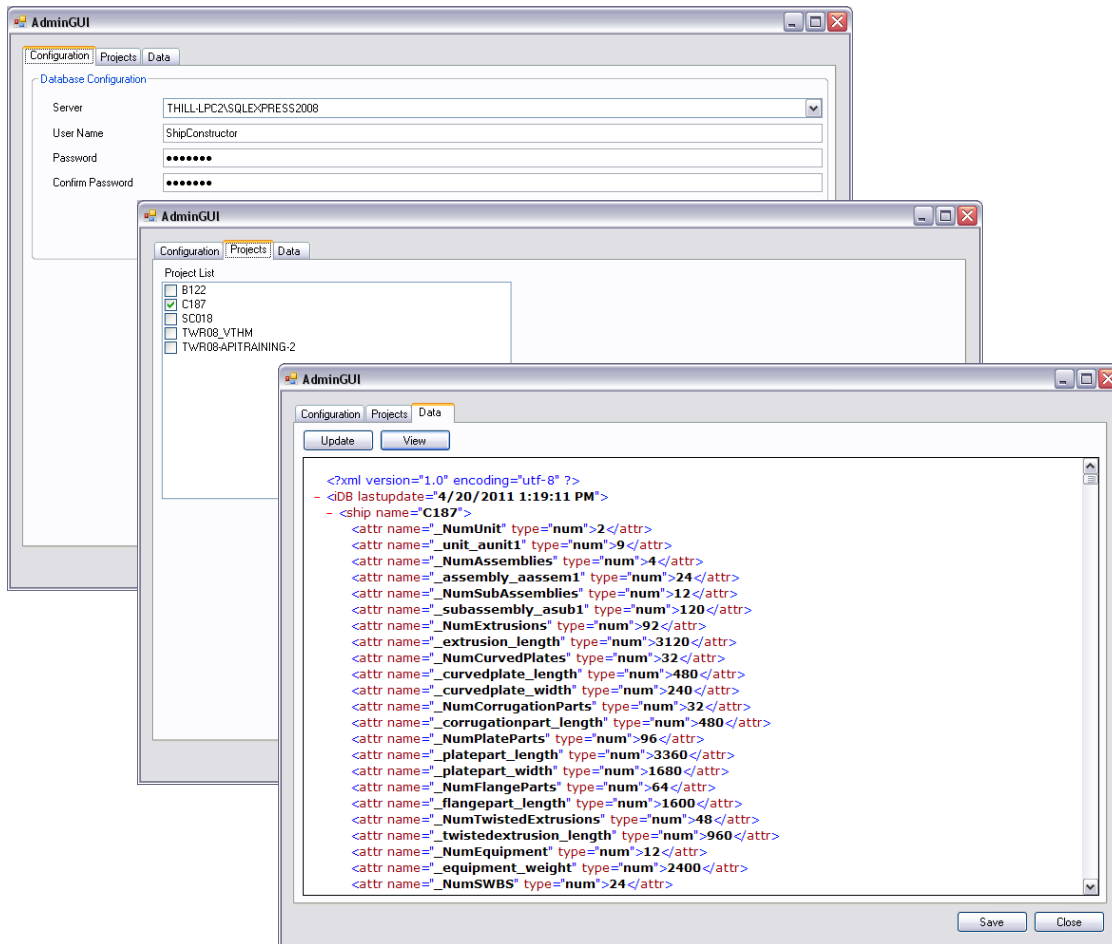 AdminGUI
Configuration Projects Data
Database Configuration
Server THILL-LPC2\SQLEXPRESS2008
User Name ShipConstructor
Password •••••••
Confirm Password •••••••
AdminGUI
Configuration Projects Data
Project List
B122
C187
SC018
TWR08_VTHM
TWR08-APITRAINING-2
AdminGUI
Configuration Projects Data
Update View
<?xml version="1.0" encoding="utf-8" ?>
- <iDB lastupdate="4/20/2011 1:19:11 PM">
- <ship name="C187">
<attr name="_NumUnit" type="num">2</attr>
<attr name="_unit_aunit1" type="num">9</attr>
<attr name="_NumAssemblies" type="num">4</attr>
<attr name="_assembly_aassem1" type="num">24</attr>
<attr name="_NumSubAssemblies" type="num">12</attr>
<attr name="_subassembly_asub1" type="num">120</attr>
<attr name="_NumExtrusions" type="num">92</attr>
<attr name="_extrusion_length" type="num">3120</attr>
<attr name="_NumCurvedPlates" type="num">32</attr>
<attr name="_curvedplate_length" type="num">480</attr>
<attr name="_curvedplate_width" type="num">240</attr>
<attr name="_NumCorrugationParts" type="num">32</attr>
<attr name="_corrugationpart_length" type="num">480</attr>
<attr name="_NumPlateParts" type="num">96</attr>
<attr name="_platepart_length" type="num">3360</attr>
<attr name="_platepart_width" type="num">1680</attr>
<attr name="_NumFlangeParts" type="num">64</attr>
<attr name="_flangepart_length" type="num">1600</attr>
<attr name="_NumTwistedExtrusions" type="num">48</attr>
<attr name="_twistedextrusion_length" type="num">960</attr>
<attr name="_NumEquipment" type="num">12</attr>
<attr name="_equipment_weight" type="num">2400</attr>
<attr name="_NumSWBS" type="num">24</attr>
Save Close